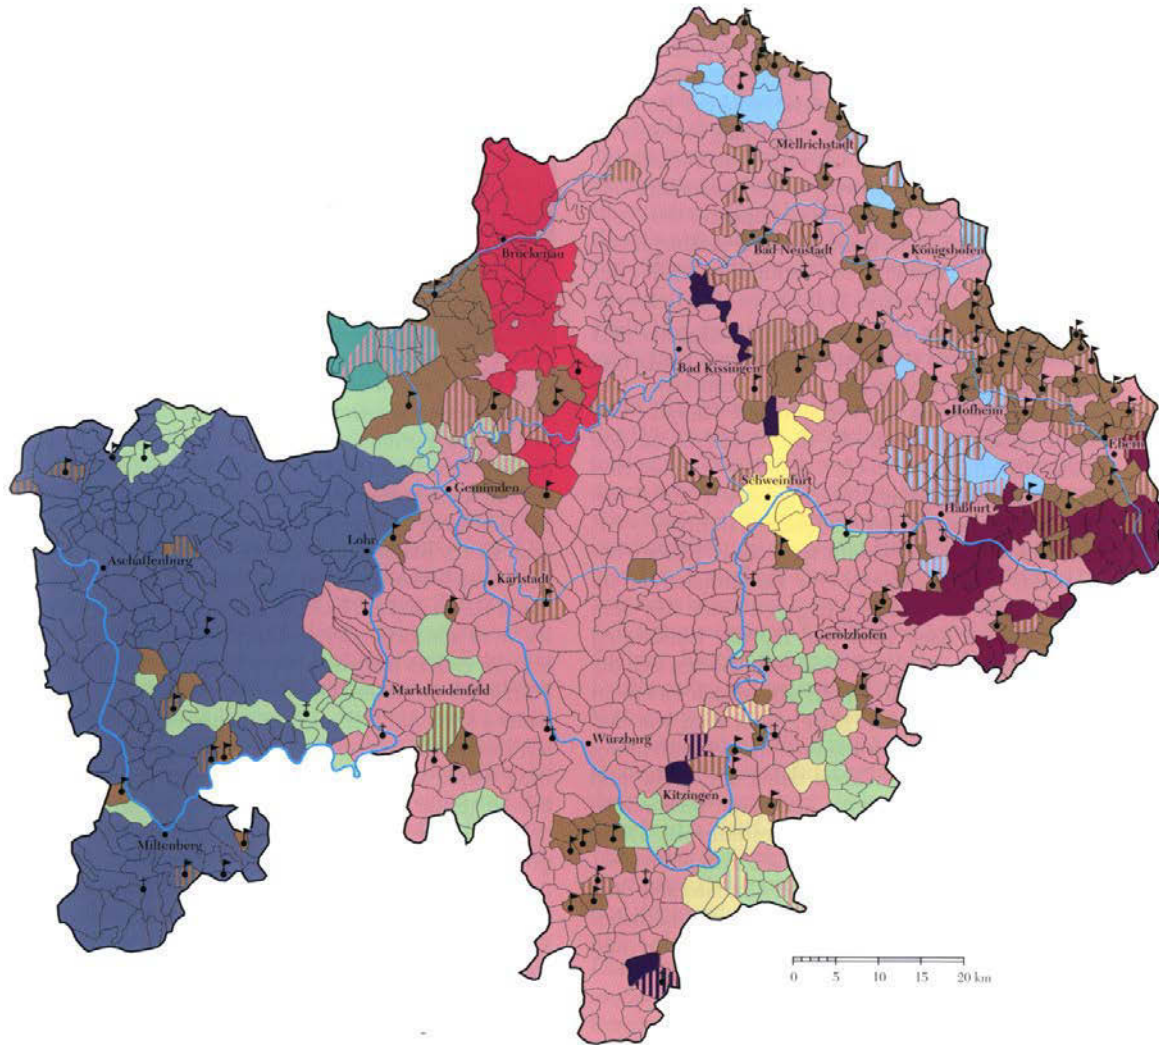 Mellrichstadt
Brückenau
Bad Neustadt
Königshofen
Bad Kissingen
Hofheim
Ebern
Schweinfurt
Gemünden
Haßfurt
Lohr
Aschaffenburg
Karlstadt
Gerolzhofen
Marktheidenfeld
Würzburg
Kitzingen
Miltenberg
0 5 10 20 km